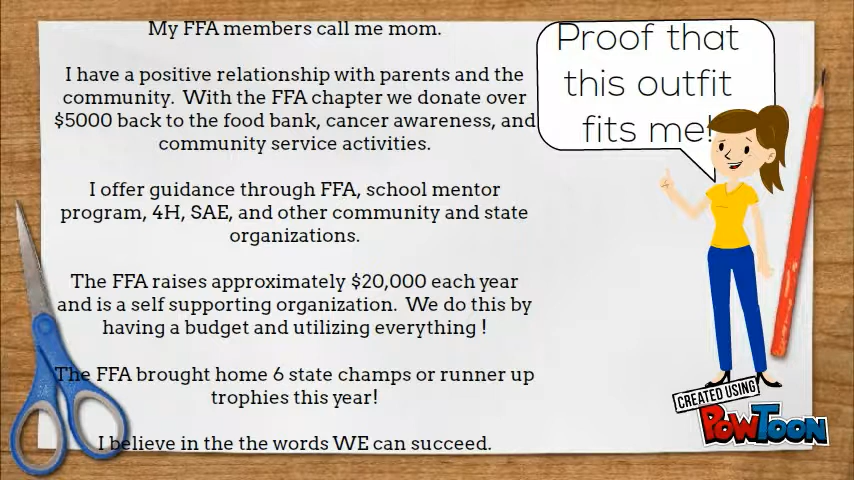 My FFA members call me mom.
I have a positive relationship with parents and the
community. With the FFA chapter we donate over
$5000 back to the food bank, cancer awareness, and
community service activities.
I offer guidance through FFA, school mentor
program, 4H, SAE, and other community and state
organizations.
The FFA raises approximately $20,000 each year
and is a self supporting organization. We do this by
having a budget and utilizing everything !
The FFA brought home 6 state champs or runner up
trophies this year!
I believe in the the words WE can succeed.
Proof that
this outfit
fits me!
CREATED USING
POWTOON